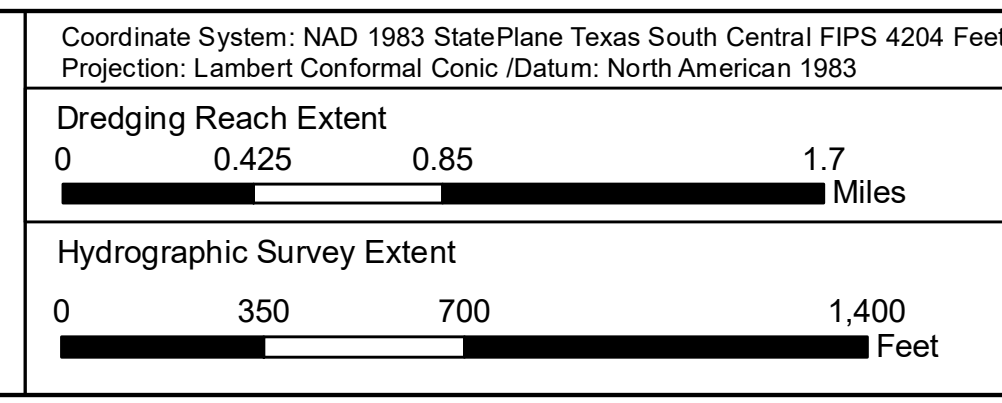 Coordinate System: NAD 1983 StatePlane Texas South Central FIPS 4204 Feet
Projection: Lambert Conformal Conic /Datum: North American 1983
Dredging Reach Extent
0 0.425 0.85 1.7
Miles
Hydrographic Survey Extent
0 350 700 1,400
Feet